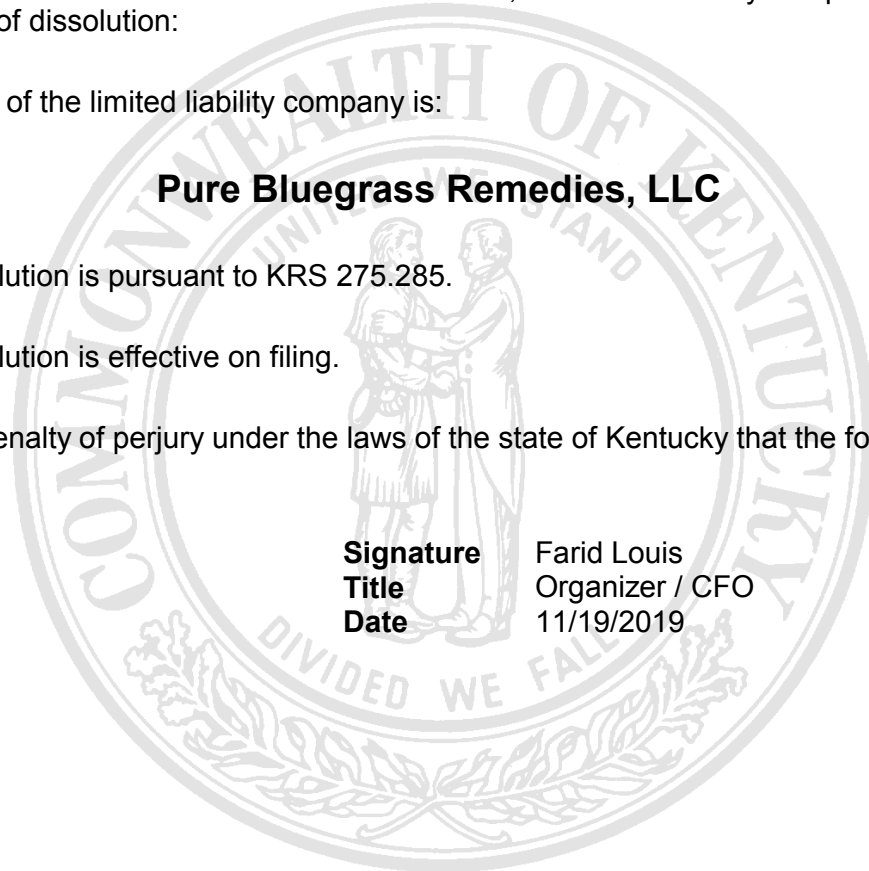 of dissolution:
of the limited liability company is:
Pure Bluegrass Remedies, LLC
lution is pursuant to KRS 275.285.
lution is effective on filing.
enalty of perjury under the laws of the state of Kentucky that the fo
Signature Farid Louis
Title Organizer / CFO
Date 11/19/2019
COMMONWEALTH OF KENTUCKY
UNITED WE STAND
DIVIDED WE FALL